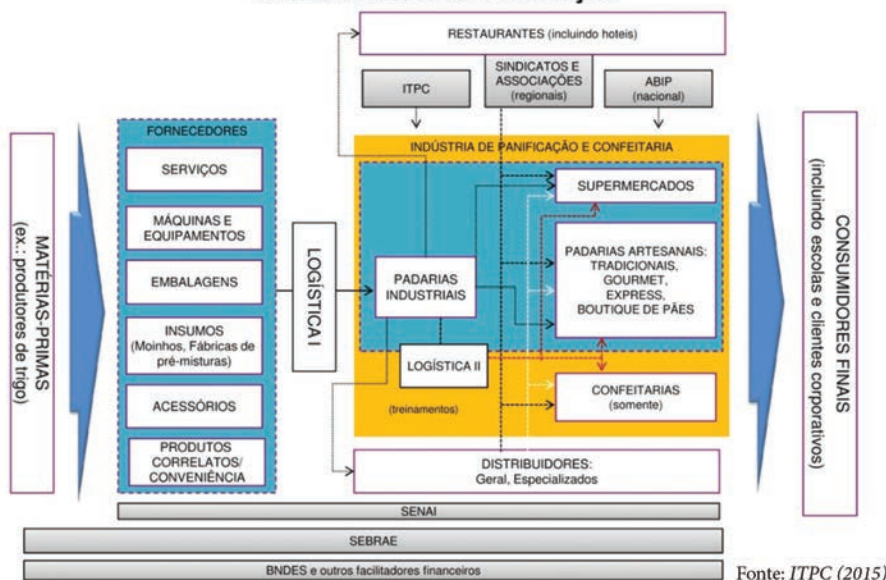 RESTAURANTES (incluindo hoteis)
ITPC
SINDICATOS E
ASSOCIAÇÕES
(regionais)
ABIP
(nacional)
MATÉRIAS-PRIMAS
(ex.: produtores de trigo)
FORNECEDORES
SERVIÇOS
MÁQUINAS E
EQUIPAMENTOS
EMBALAGENS
INSUMOS
(Moinhos, Fábricas de
pré-misturas)
ACESSÓRIOS
PRODUTOS
CORRELATOS/
CONVENIÊNCIA
LOGÍSTICA I
INDÚSTRIA DE PANIFICAÇÃO E CONFEITARIA
PADARIAS
INDUSTRIAIS
LOGÍSTICA II
(treinamentos)
SUPERMERCADOS
PADARIAS ARTESANAIS:
TRADICIONAIS,
GOURMET,
EXPRESS,
BOUTIQUE DE PÃES
CONFEITARIAS
(somente)
DISTRIBUIDORES:
Geral, Especializados
CONSUMIDORES FINAIS
(incluindo escolas e clientes corporativos)
SENAI
SEBRAE
BNDES e outros facilitadores financeiros
Fonte: ITPC (2015)